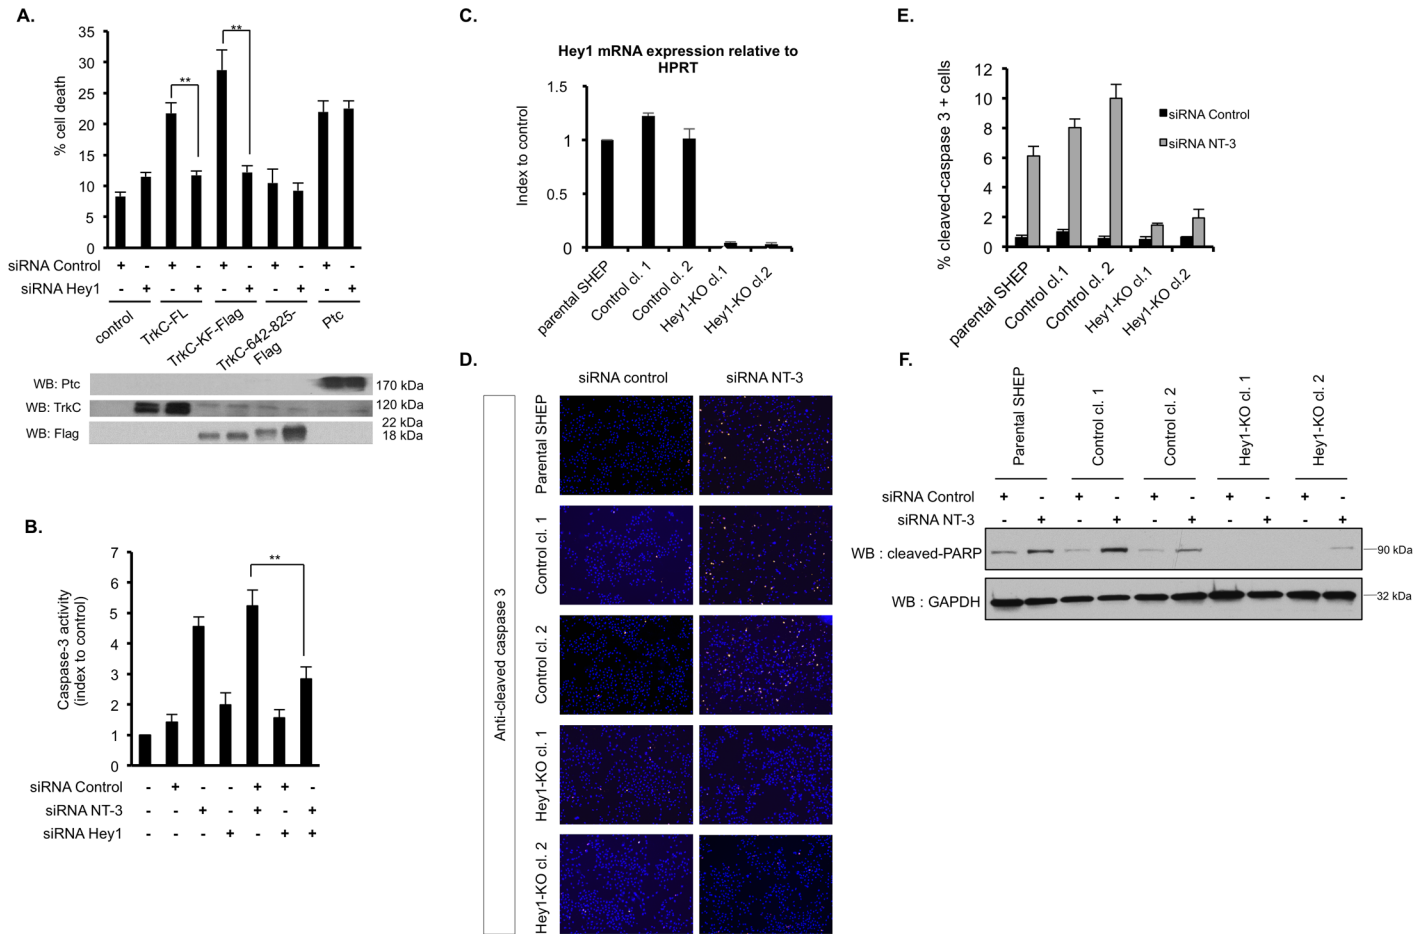 A.
% cell death
35
30
25
20
15
10
5
0
**
**
siRNA Control + - + - + - + - + -
siRNA Hey1 - + - + - + - + - +
control
TrkC-FL
TrkC-KF-Flag
TrkC-642-825-
Flag
Ptc
WB: Ptc 170 kDa
WB: TrkC 120 kDa
22 kDa
WB: Flag 18 kDa
B.
Caspase-3 activity
(index to control)
7
6
5
4
3
2
1
0
**
siRNA Control - + - - + + -
siRNA NT-3 - - + - + - +
siRNA Hey1 - - - + - + +
C.
Hey1 mRNA expression relative to
HPRT
Index to control
1.5
1
0.5
0
parental SHEP
Control cl. 1
Control cl. 2
Hey1-KO cl.1
Hey1-KO cl.2
D.
siRNA control siRNA NT-3
Anti-cleaved caspase 3
Parental SHEP
Control cl. 1
Control cl. 2
Hey1-KO cl. 1
Hey1-KO cl. 2
E.
% cleaved-caspase 3 + cells
12
10
8
6
4
2
0
siRNA Control
siRNA NT-3
parental SHEP
Control cl.1
Control cl. 2
Hey1-KO cl.1
Hey1-KO cl.2
F.
Parental SHEP
Control cl. 1
Control cl. 2
Hey1-KO cl. 1
Hey1-KO cl. 2
siRNA Control + - + - + - + - + -
siRNA NT-3 - + - + - + - + - +
WB : cleaved-PARP 90 kDa
WB : GAPDH 32 kDa